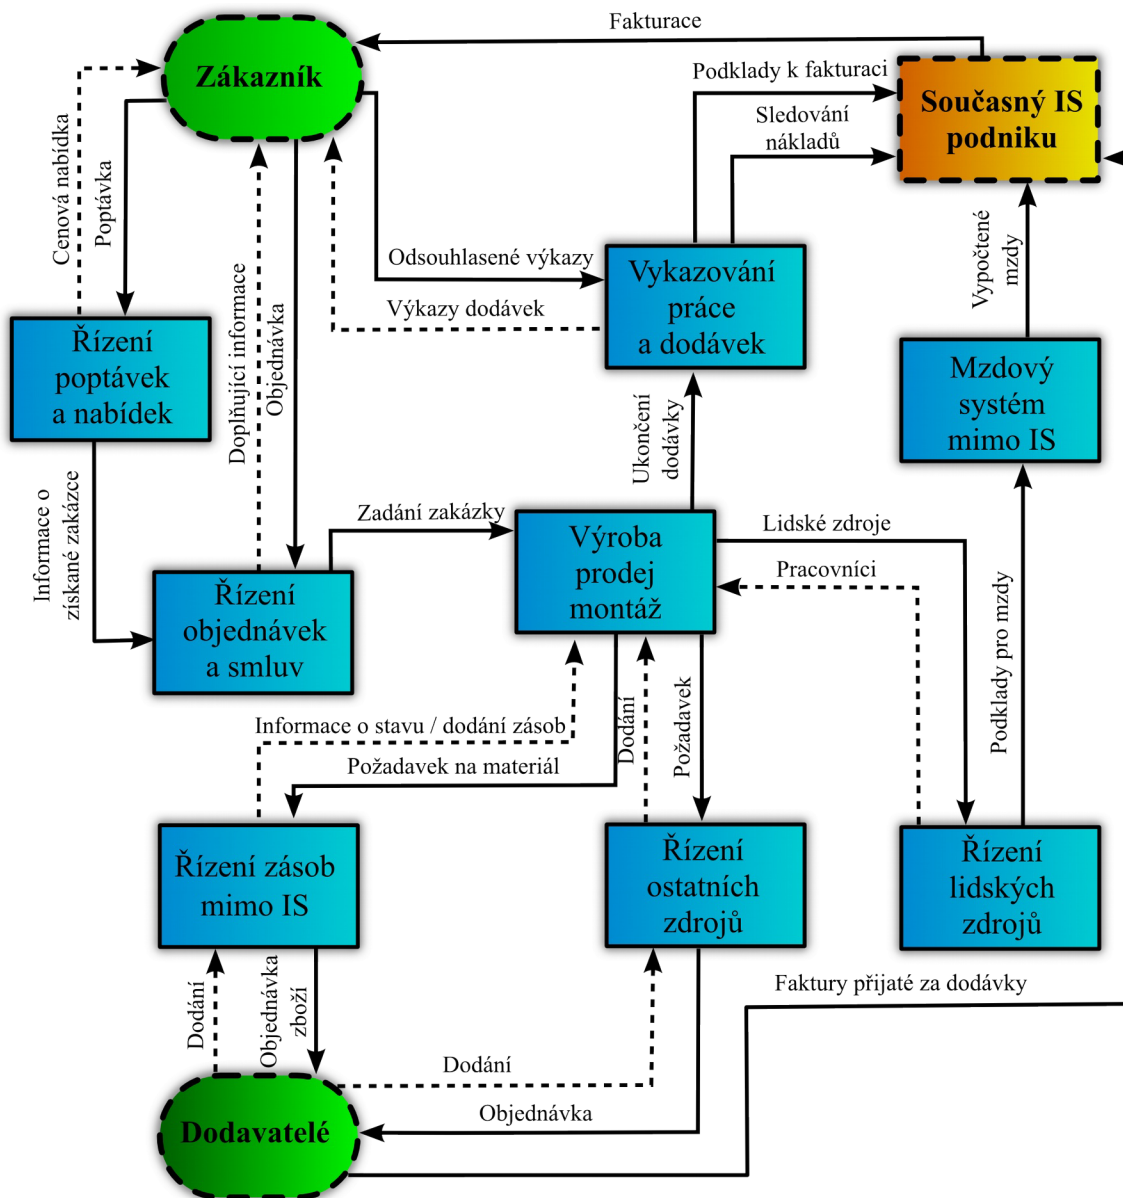 Fakturace
Zákazník
Podklady k fakturaci
Současný IS
podniku
Sledování
nákladů
Cenová nabídka
Poptávka
Odsouhlasené výkazy
Výkazy dodávek
Vykazování
práce
a dodávek
Vypočtené
mzdy
Řízení
poptávek
a nabídek
Doplňující informace
Objednávka
Mzdový
systém
mimo IS
Ukončení
dodávky
Informace o
získané zakázce
Zadání zakázky
Výroba
prodej
montáž
Lidské zdroje
Pracovníci
Řízení
objednávek
a smluv
Podklady pro mzdy
Informace o stavu / dodání zásob
Dodání
Požadavek
Požadavek na materiál
Řízení zásob
mimo IS
Řízení
ostatních
zdrojů
Řízení
lidských
zdrojů
Dodání
Objednávka
zboží
Faktury přijaté za dodávky
Dodání
Objednávka
Dodavatelé